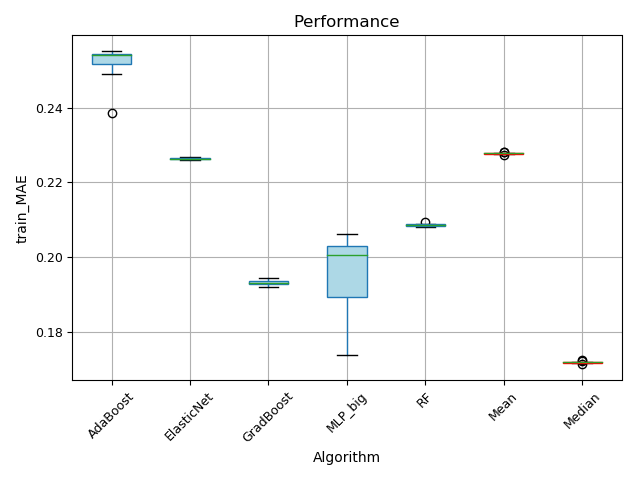 Performance
train_MAE
0.24
0.22
0.20
0.18
AdaBoost
ElasticNet
GradBoost
MLP_big
RF
Mean
Median
Algorithm